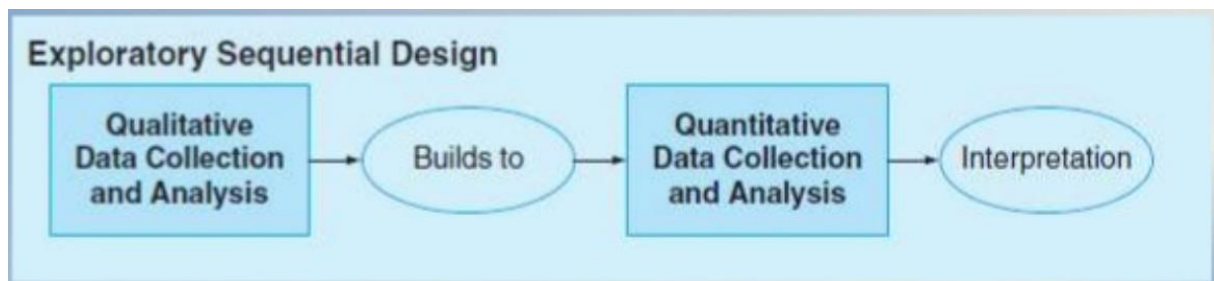 Exploratory Sequential Design
Qualitative
Data Collection
and Analysis
Builds to
Quantitative
Data Collection
and Analysis
Interpretation